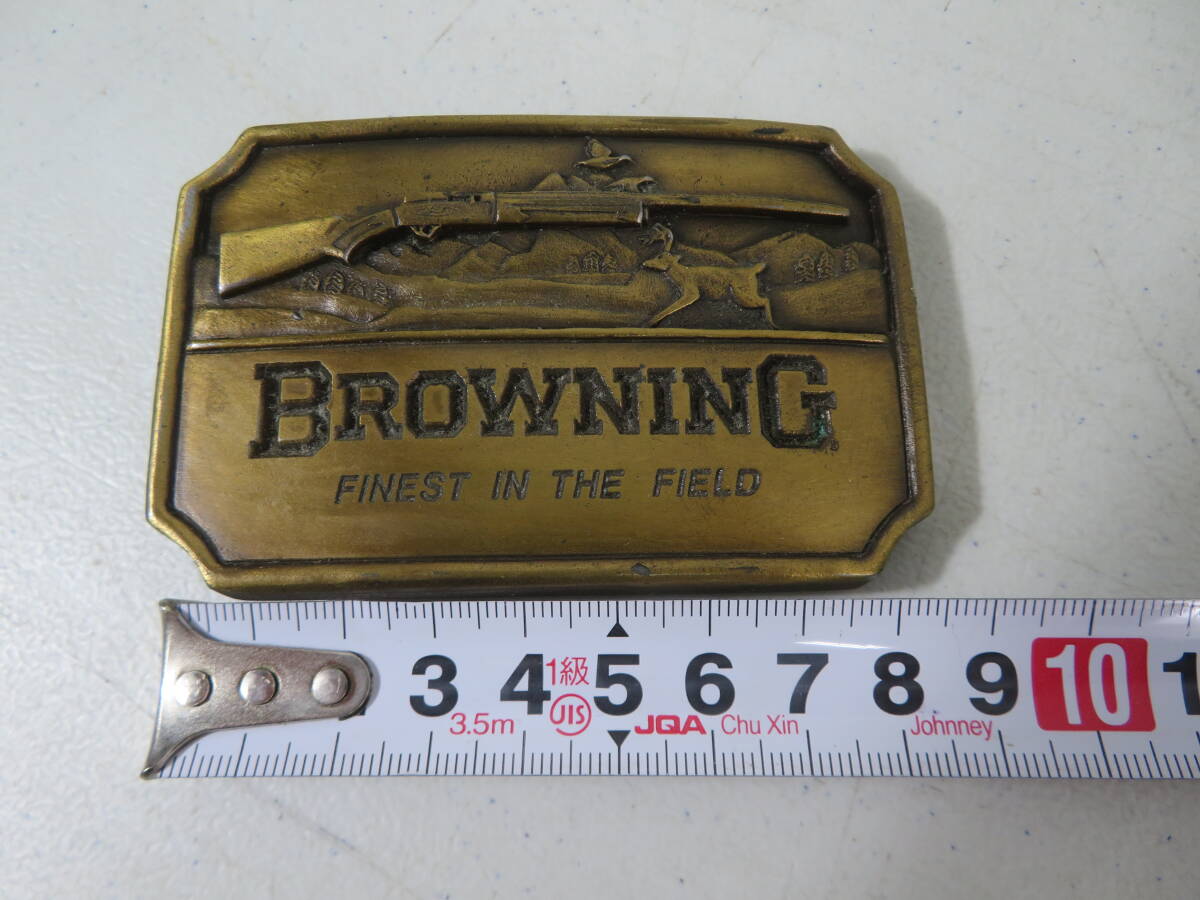 BROWNING®
FINEST IN THE FIELD
3 4 1級 5 6 7 8 9 10 1
3.5m JIS JQA Chu Xin Johnney